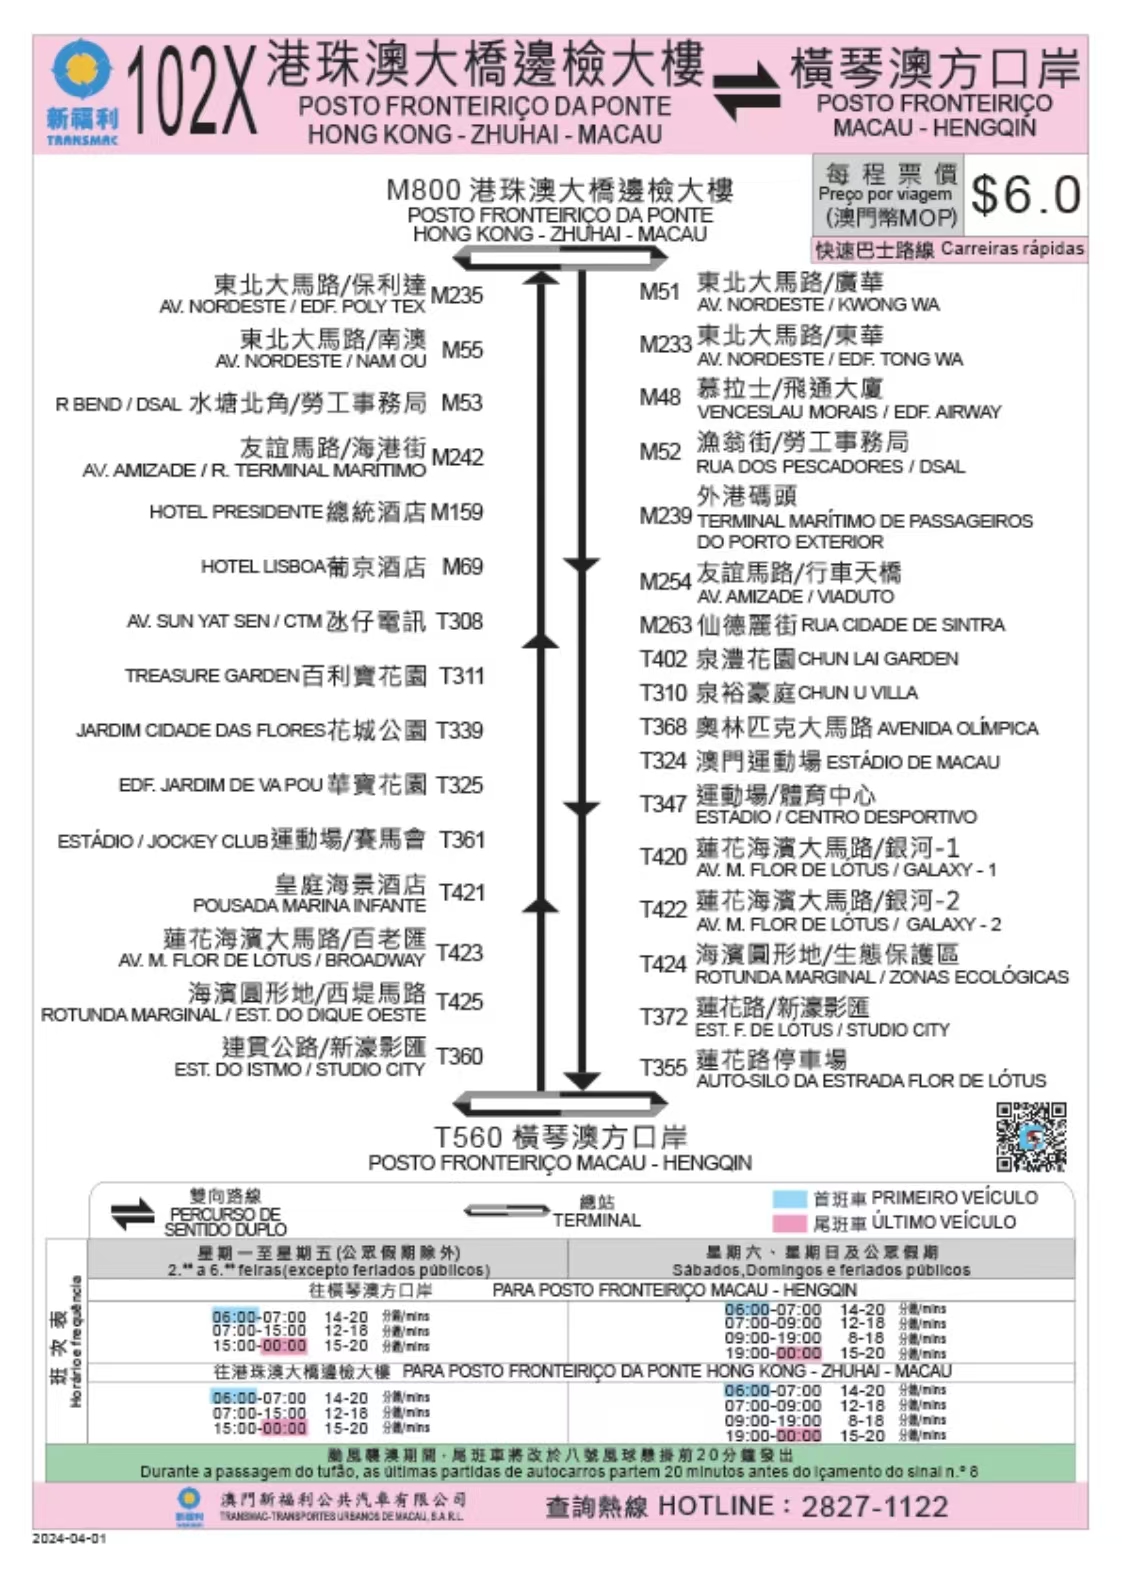 新福利
TRANSMAC
102X
港珠澳大橋邊檢大樓
POSTO FRONTEIRIÇO DA PONTE
HONG KONG - ZHUHAI - MACAU
橫琴澳方口岸
POSTO FRONTEIRIÇO
MACAU - HENGQIN
每程票價
Preço por viagem
(澳門幣MOP)
$6.0
快速巴士路線 Carreiras rápidas
M800 港珠澳大橋邊檢大樓
POSTO FRONTEIRIÇO DA PONTE
HONG KONG - ZHUHAI - MACAU
東北大馬路/保利達
AV. NORDESTE / EDF. POLY TEX M235
東北大馬路/南澳
AV. NORDESTE / NAM OU M55
R BEND / DSAL 水塘北角/勞工事務局 M53
友誼馬路/海港街
AV. AMIZADE / R. TERMINAL MARÍTIMO M242
HOTEL PRESIDENTE 總統酒店 M159
HOTEL LISBOA 葡京酒店 M69
AV. SUN YAT SEN / CTM 氹仔電訊 T308
TREASURE GARDEN 百利寶花園 T311
JARDIM CIDADE DAS FLORES 花城公園 T339
EDF. JARDIM DE VA POU 華寶花園 T325
ESTÁDIO / JOCKEY CLUB 運動場/賽馬會 T361
皇庭海景酒店
POUSADA MARINA INFANTE T421
蓮花海濱大馬路/百老匯
AV. M. FLOR DE LÓTUS / BROADWAY T423
海濱圓形地/西堤馬路
ROTUNDA MARGINAL / EST. DO DIQUE OESTE T425
連貫公路/新濠影匯
EST. DO ISTMO / STUDIO CITY T360
M51 東北大馬路/廣華
AV. NORDESTE / KWONG WA
M233 東北大馬路/東華
AV. NORDESTE / EDF. TONG WA
M48 慕拉士/飛通大廈
VENCESLAU MORAIS / EDF. AIRWAY
M52 漁翁街/勞工事務局
RUA DOS PESCADORES / DSAL
外港碼頭
M239 TERMINAL MARÍTIMO DE PASSAGEIROS
DO PORTO EXTERIOR
M254 友誼馬路/行車天橋
AV. AMIZADE / VIADUTO
M263 仙德麗街 RUA CIDADE DE SINTRA
T402 泉澧花園 CHUN LAI GARDEN
T310 泉裕豪庭 CHUN U VILLA
T368 奧林匹克大馬路 AVENIDA OLÍMPICA
T324 澳門運動場 ESTÁDIO DE MACAU
T347 運動場/體育中心
ESTÁDIO / CENTRO DESPORTIVO
T420 蓮花海濱大馬路/銀河-1
AV. M. FLOR DE LÓTUS / GALAXY - 1
T422 蓮花海濱大馬路/銀河-2
AV. M. FLOR DE LÓTUS / GALAXY - 2
T424 海濱圓形地/生態保護區
ROTUNDA MARGINAL / ZONAS ECOLÓGICAS
T372 蓮花路/新濠影匯
EST. F. DE LÓTUS / STUDIO CITY
T355 蓮花路停車場
AUTO-SILO DA ESTRADA FLOR DE LÓTUS
T560 橫琴澳方口岸
POSTO FRONTEIRIÇO MACAU - HENGQIN
雙向路線
PERCURSO DE
SENTIDO DUPLO
總站
TERMINAL
首班車 PRIMEIRO VEÍCULO
尾班車 ÚLTIMO VEÍCULO
班次表
Horário e frequência
星期一至星期五(公眾假期除外)
2.ªˢ a 6.ªˢ feiras(excepto feriados públicos)
星期六、星期日及公眾假期
Sábados,Domingos e feriados públicos
往橫琴澳方口岸 PARA POSTO FRONTEIRIÇO MACAU - HENGQIN
06:00-07:00 14-20 分鐘/mins
07:00-15:00 12-18 分鐘/mins
15:00-00:00 15-20 分鐘/mins
06:00-07:00 14-20 分鐘/mins
07:00-09:00 12-18 分鐘/mins
09:00-19:00 8-18 分鐘/mins
19:00-00:00 15-20 分鐘/mins
往港珠澳大橋邊檢大樓 PARA POSTO FRONTEIRIÇO DA PONTE HONG KONG - ZHUHAI - MACAU
06:00-07:00 14-20 分鐘/mins
07:00-15:00 12-18 分鐘/mins
15:00-00:00 15-20 分鐘/mins
06:00-07:00 14-20 分鐘/mins
07:00-09:00 12-18 分鐘/mins
09:00-19:00 8-18 分鐘/mins
19:00-00:00 15-20 分鐘/mins
颱風襲澳期間，尾班車將改於八號風球懸掛前20分鐘發出
Durante a passagem do tufão, as últimas partidas de autocarros partem 20 minutos antes do içamento do sinal n.º 8
新福利
澳門新福利公共汽車有限公司
TRANSMAC-TRANSPORTES URBANOS DE MACAU, S.A.R.L.
查詢熱線 HOTLINE：2827-1122
2024-04-01